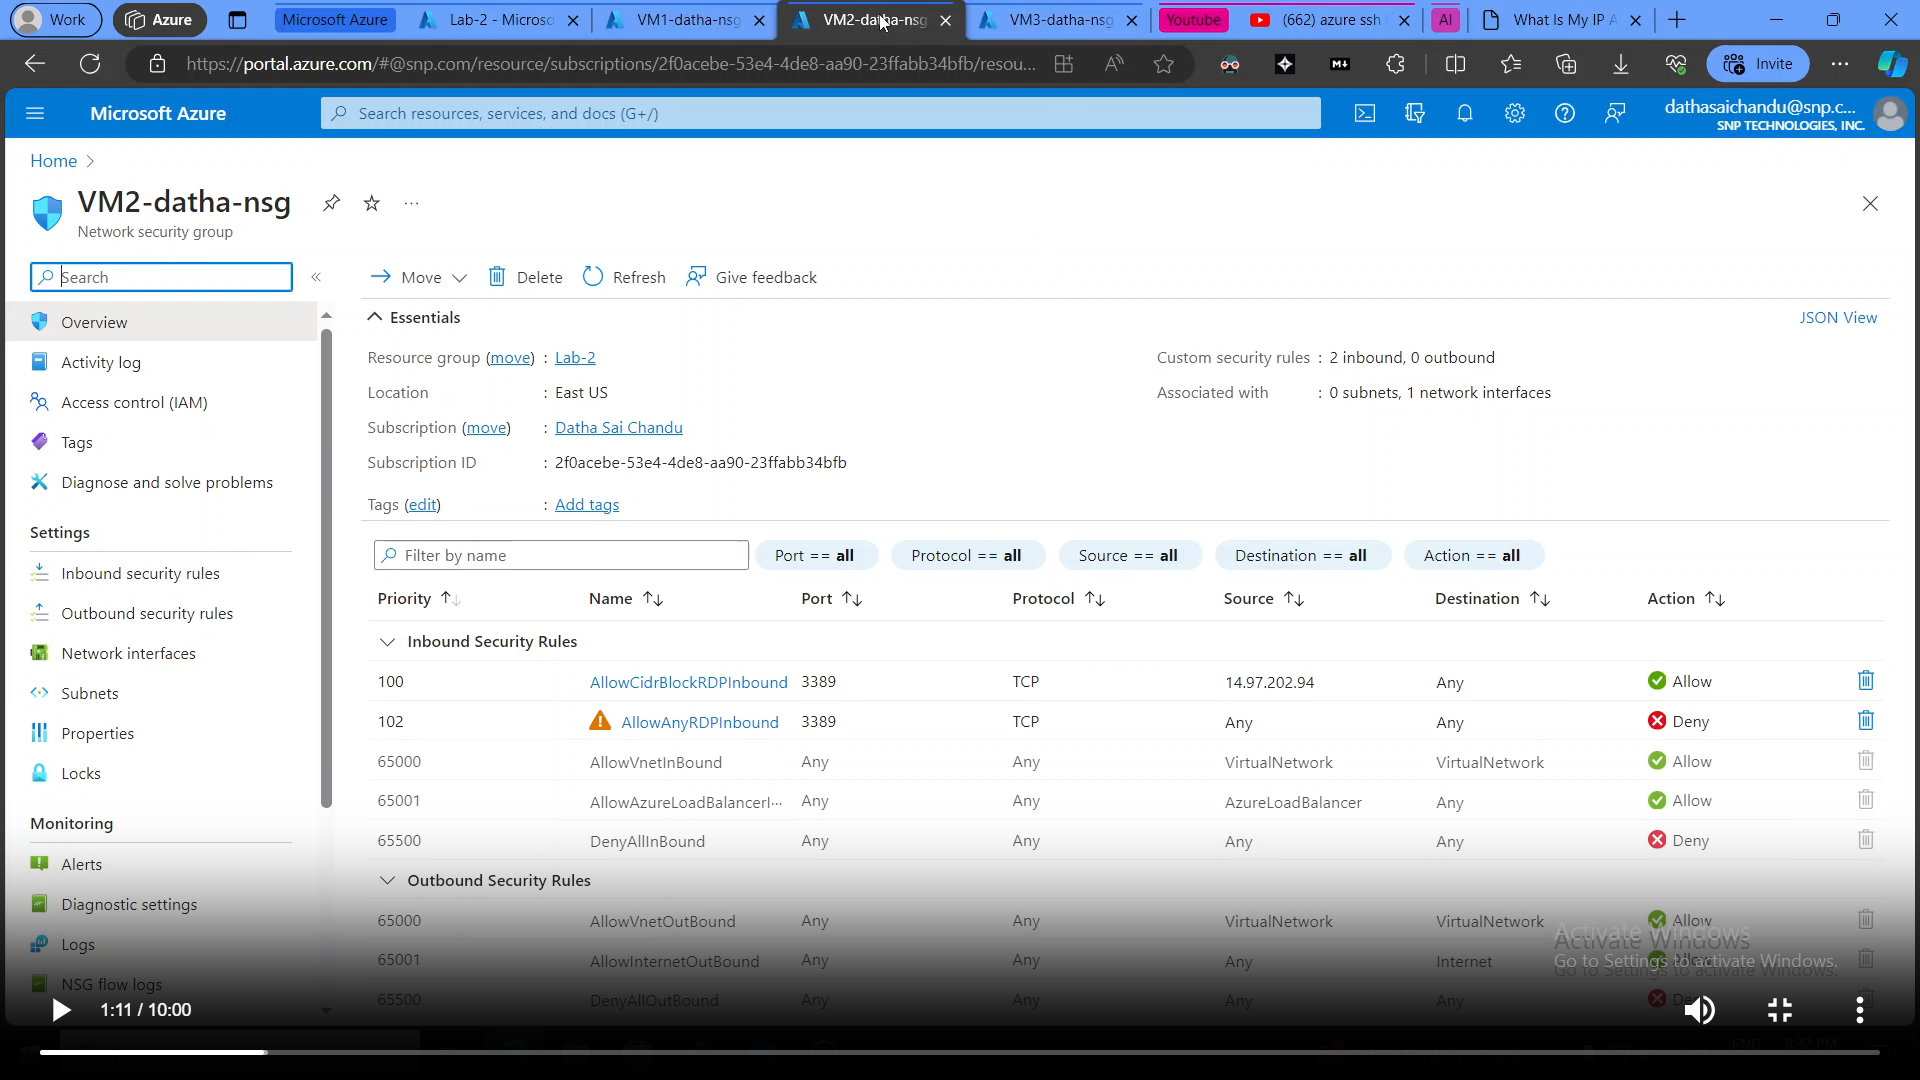 Work
Azure
Microsoft Azure
Lab-2 - Microso
VM1-datha-nsg
VM2-datha-nsg
VM3-datha-nsg
Youtube
(662) azure ssh
AI
What Is My IP A
https://portal.azure.com/#@snp.com/resource/subscriptions/2f0acebe-53e4-4de8-aa90-23ffabb34bfb/resou...
Invite
Microsoft Azure
Search resources, services, and docs (G+/)
dathasaichandu@snp.c...
SNP TECHNOLOGIES, INC.
Home >
VM2-datha-nsg
Network security group
Search
Move
Delete
Refresh
Give feedback
Overview
Activity log
Access control (IAM)
Tags
Diagnose and solve problems
Settings
Inbound security rules
Outbound security rules
Network interfaces
Subnets
Properties
Locks
Monitoring
Alerts
Diagnostic settings
Logs
NSG flow logs
Essentials
JSON View
Resource group (move) : Lab-2
Location : East US
Subscription (move) : Datha Sai Chandu
Subscription ID : 2f0acebe-53e4-4de8-aa90-23ffabb34bfb
Tags (edit) : Add tags
Custom security rules : 2 inbound, 0 outbound
Associated with : 0 subnets, 1 network interfaces
Filter by name
Port == all
Protocol == all
Source == all
Destination == all
Action == all
Priority Name Port Protocol Source Destination Action
Inbound Security Rules
100 AllowCidrBlockRDPInbound 3389 TCP 14.97.202.94 Any Allow
102 AllowAnyRDPInbound 3389 TCP Any Any Deny
65000 AllowVnetInBound Any Any VirtualNetwork VirtualNetwork Allow
65001 AllowAzureLoadBalancerI... Any Any AzureLoadBalancer Any Allow
65500 DenyAllInBound Any Any Any Any Deny
Outbound Security Rules
65000 AllowVnetOutBound Any Any VirtualNetwork VirtualNetwork Allow
65001 AllowInternetOutBound Any Any Any Internet
65500 DenyAllOutBound Any Any Any Any
Activate Windows
Go to Settings to activate Windows.
1:11 / 10:00